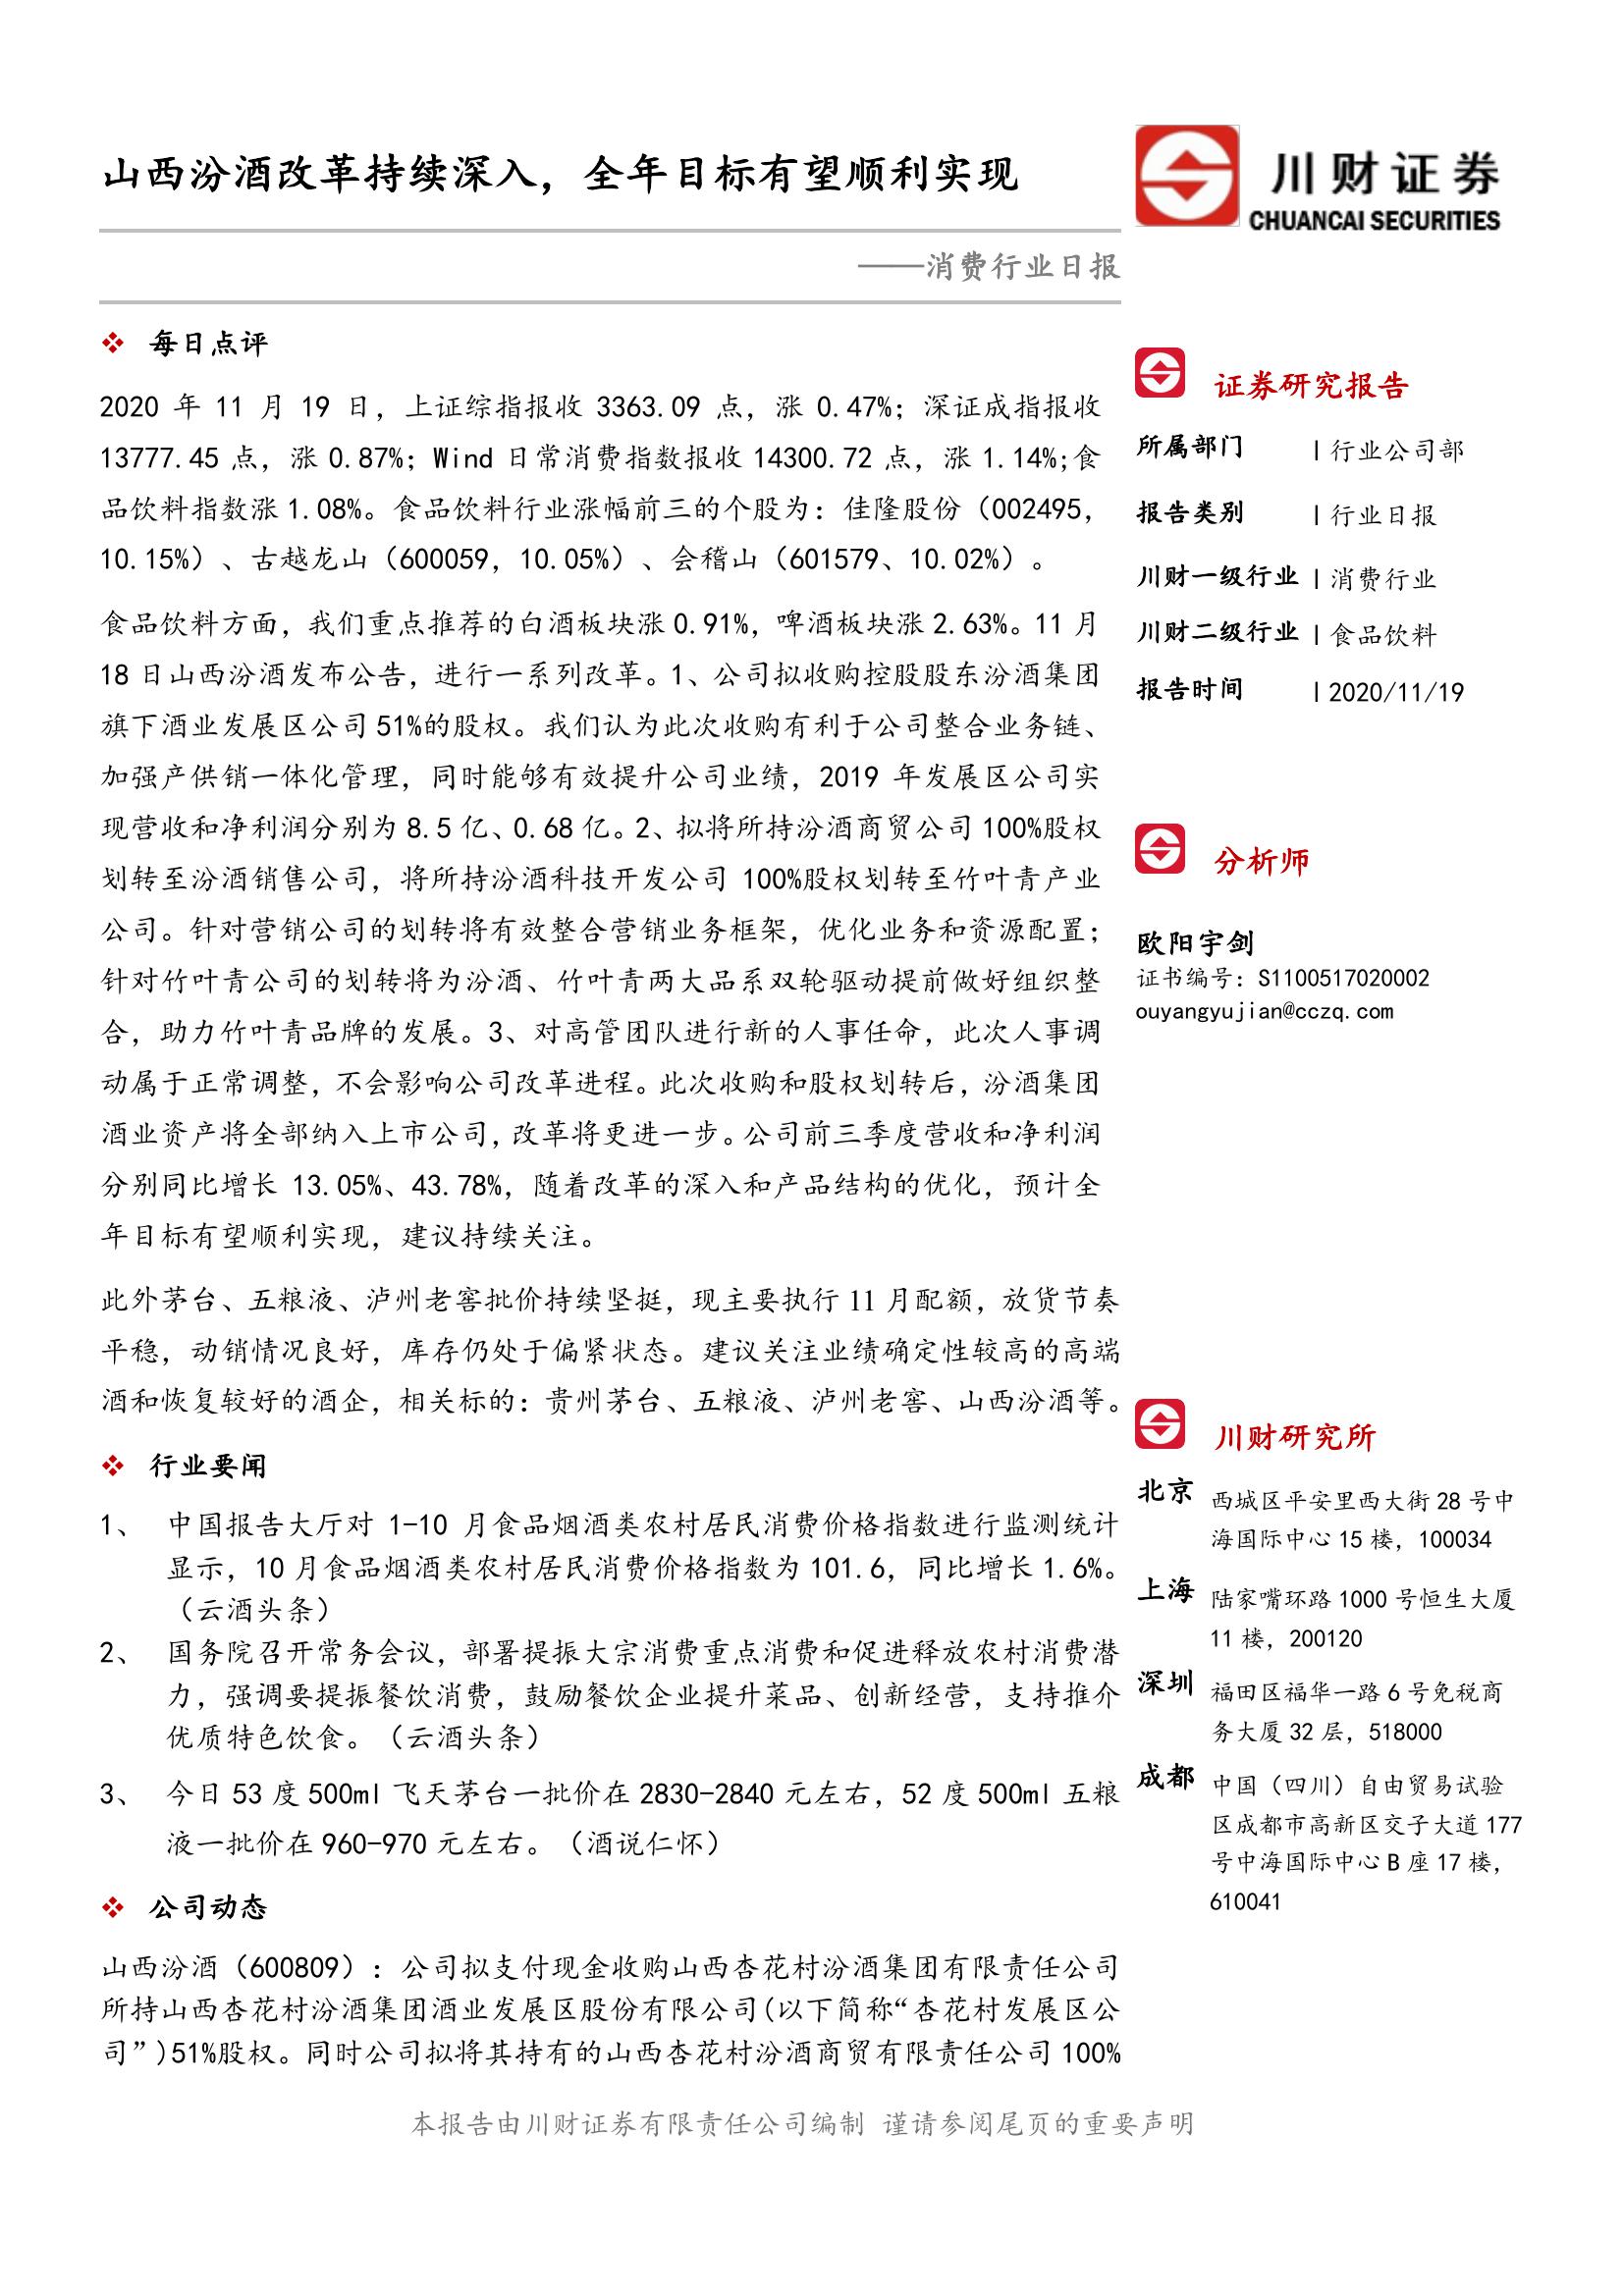 山西汾酒改革持续深入，全年目标有望顺利实现
川财证券
CHUANCAI SECURITIES
——消费行业日报
❖ 每日点评
2020 年 11 月 19 日，上证综指报收 3363.09 点，涨 0.47%；深证成指报收
13777.45 点，涨 0.87%；Wind 日常消费指数报收 14300.72 点，涨 1.14%;食
品饮料指数涨 1.08%。食品饮料行业涨幅前三的个股为：佳隆股份（002495，
10.15%）、古越龙山（600059，10.05%）、会稽山（601579、10.02%）。
食品饮料方面，我们重点推荐的白酒板块涨 0.91%，啤酒板块涨 2.63%。11 月
18 日山西汾酒发布公告，进行一系列改革。1、公司拟收购控股股东汾酒集团
旗下酒业发展区公司 51%的股权。我们认为此次收购有利于公司整合业务链、
加强产供销一体化管理，同时能够有效提升公司业绩，2019 年发展区公司实
现营收和净利润分别为 8.5 亿、0.68 亿。2、拟将所持汾酒商贸公司 100%股权
划转至汾酒销售公司，将所持汾酒科技开发公司 100%股权划转至竹叶青产业
公司。针对营销公司的划转将有效整合营销业务框架，优化业务和资源配置；
针对竹叶青公司的划转将为汾酒、竹叶青两大品系双轮驱动提前做好组织整
合，助力竹叶青品牌的发展。3、对高管团队进行新的人事任命，此次人事调
动属于正常调整，不会影响公司改革进程。此次收购和股权划转后，汾酒集团
酒业资产将全部纳入上市公司，改革将更进一步。公司前三季度营收和净利润
分别同比增长 13.05%、43.78%，随着改革的深入和产品结构的优化，预计全
年目标有望顺利实现，建议持续关注。
此外茅台、五粮液、泸州老窖批价持续坚挺，现主要执行 11 月配额，放货节奏
平稳，动销情况良好，库存仍处于偏紧状态。建议关注业绩确定性较高的高端
酒和恢复较好的酒企，相关标的：贵州茅台、五粮液、泸州老窖、山西汾酒等。
❖ 行业要闻
1、 中国报告大厅对 1-10 月食品烟酒类农村居民消费价格指数进行监测统计
显示，10 月食品烟酒类农村居民消费价格指数为 101.6，同比增长 1.6%。
（云酒头条）
2、 国务院召开常务会议，部署提振大宗消费重点消费和促进释放农村消费潜
力，强调要提振餐饮消费，鼓励餐饮企业提升菜品、创新经营，支持推介
优质特色饮食。（云酒头条）
3、 今日 53 度 500ml 飞天茅台一批价在 2830-2840 元左右，52 度 500ml 五粮
液一批价在 960-970 元左右。（酒说仁怀）
❖ 公司动态
山西汾酒（600809）：公司拟支付现金收购山西杏花村汾酒集团有限责任公司
所持山西杏花村汾酒集团酒业发展区股份有限公司(以下简称“杏花村发展区公
司”)51%股权。同时公司拟将其持有的山西杏花村汾酒商贸有限责任公司 100%
证券研究报告
所属部门 | 行业公司部
报告类别 | 行业日报
川财一级行业 | 消费行业
川财二级行业 | 食品饮料
报告时间 | 2020/11/19
分析师
欧阳宇剑
证书编号：S1100517020002
ouyangyujian@cczq.com
川财研究所
北京 西城区平安里西大街 28 号中
海国际中心 15 楼，100034
上海 陆家嘴环路 1000 号恒生大厦
11 楼，200120
深圳 福田区福华一路 6 号免税商
务大厦 32 层，518000
成都 中国（四川）自由贸易试验
区成都市高新区交子大道 177
号中海国际中心 B 座 17 楼，
610041
本报告由川财证券有限责任公司编制 谨请参阅尾页的重要声明